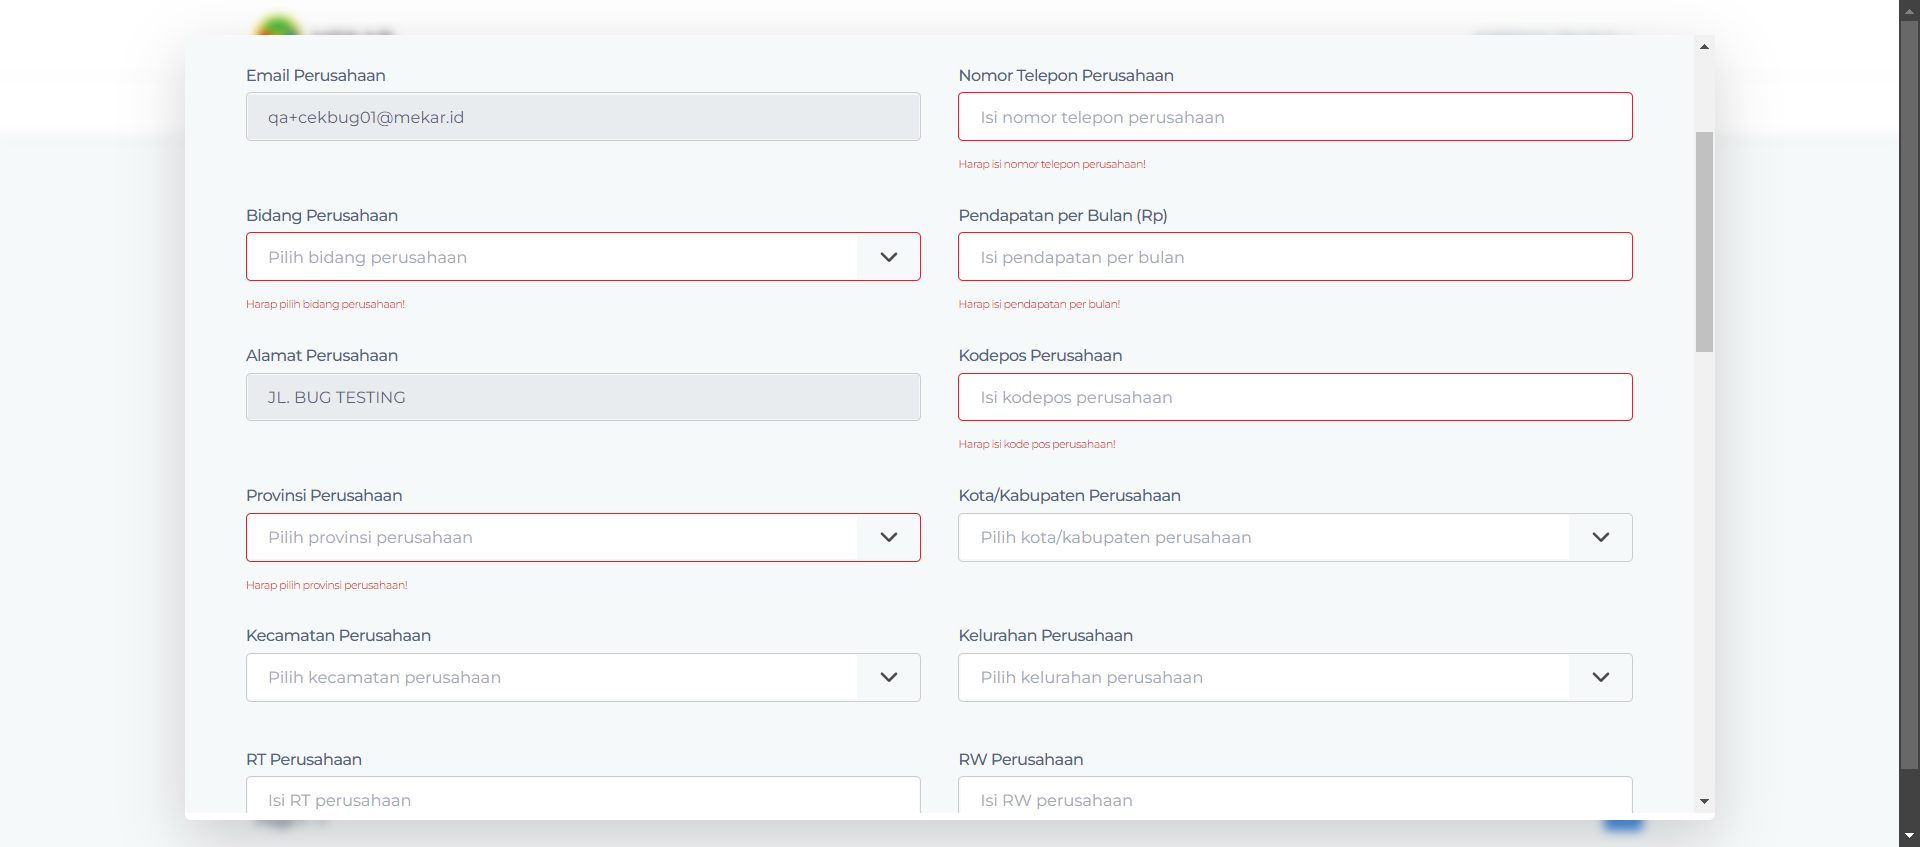 Email Perusahaan
Nomor Telepon Perusahaan
qa+cekbug01@mekar.id
Isi nomor telepon perusahaan
Harap isi nomor telepon perusahaan!
Bidang Perusahaan
Pendapatan per Bulan (Rp)
Pilih bidang perusahaan
Isi pendapatan per bulan
Harap pilih bidang perusahaan!
Harap isi pendapatan per bulan!
Alamat Perusahaan
Kodepos Perusahaan
JL. BUG TESTING
Isi kodepos perusahaan
Harap isi kode pos perusahaan!
Provinsi Perusahaan
Kota/Kabupaten Perusahaan
Pilih provinsi perusahaan
Pilih kota/kabupaten perusahaan
Harap pilih provinsi perusahaan!
Kecamatan Perusahaan
Kelurahan Perusahaan
Pilih kecamatan perusahaan
Pilih kelurahan perusahaan
RT Perusahaan
RW Perusahaan
Isi RT perusahaan
Isi RW perusahaan